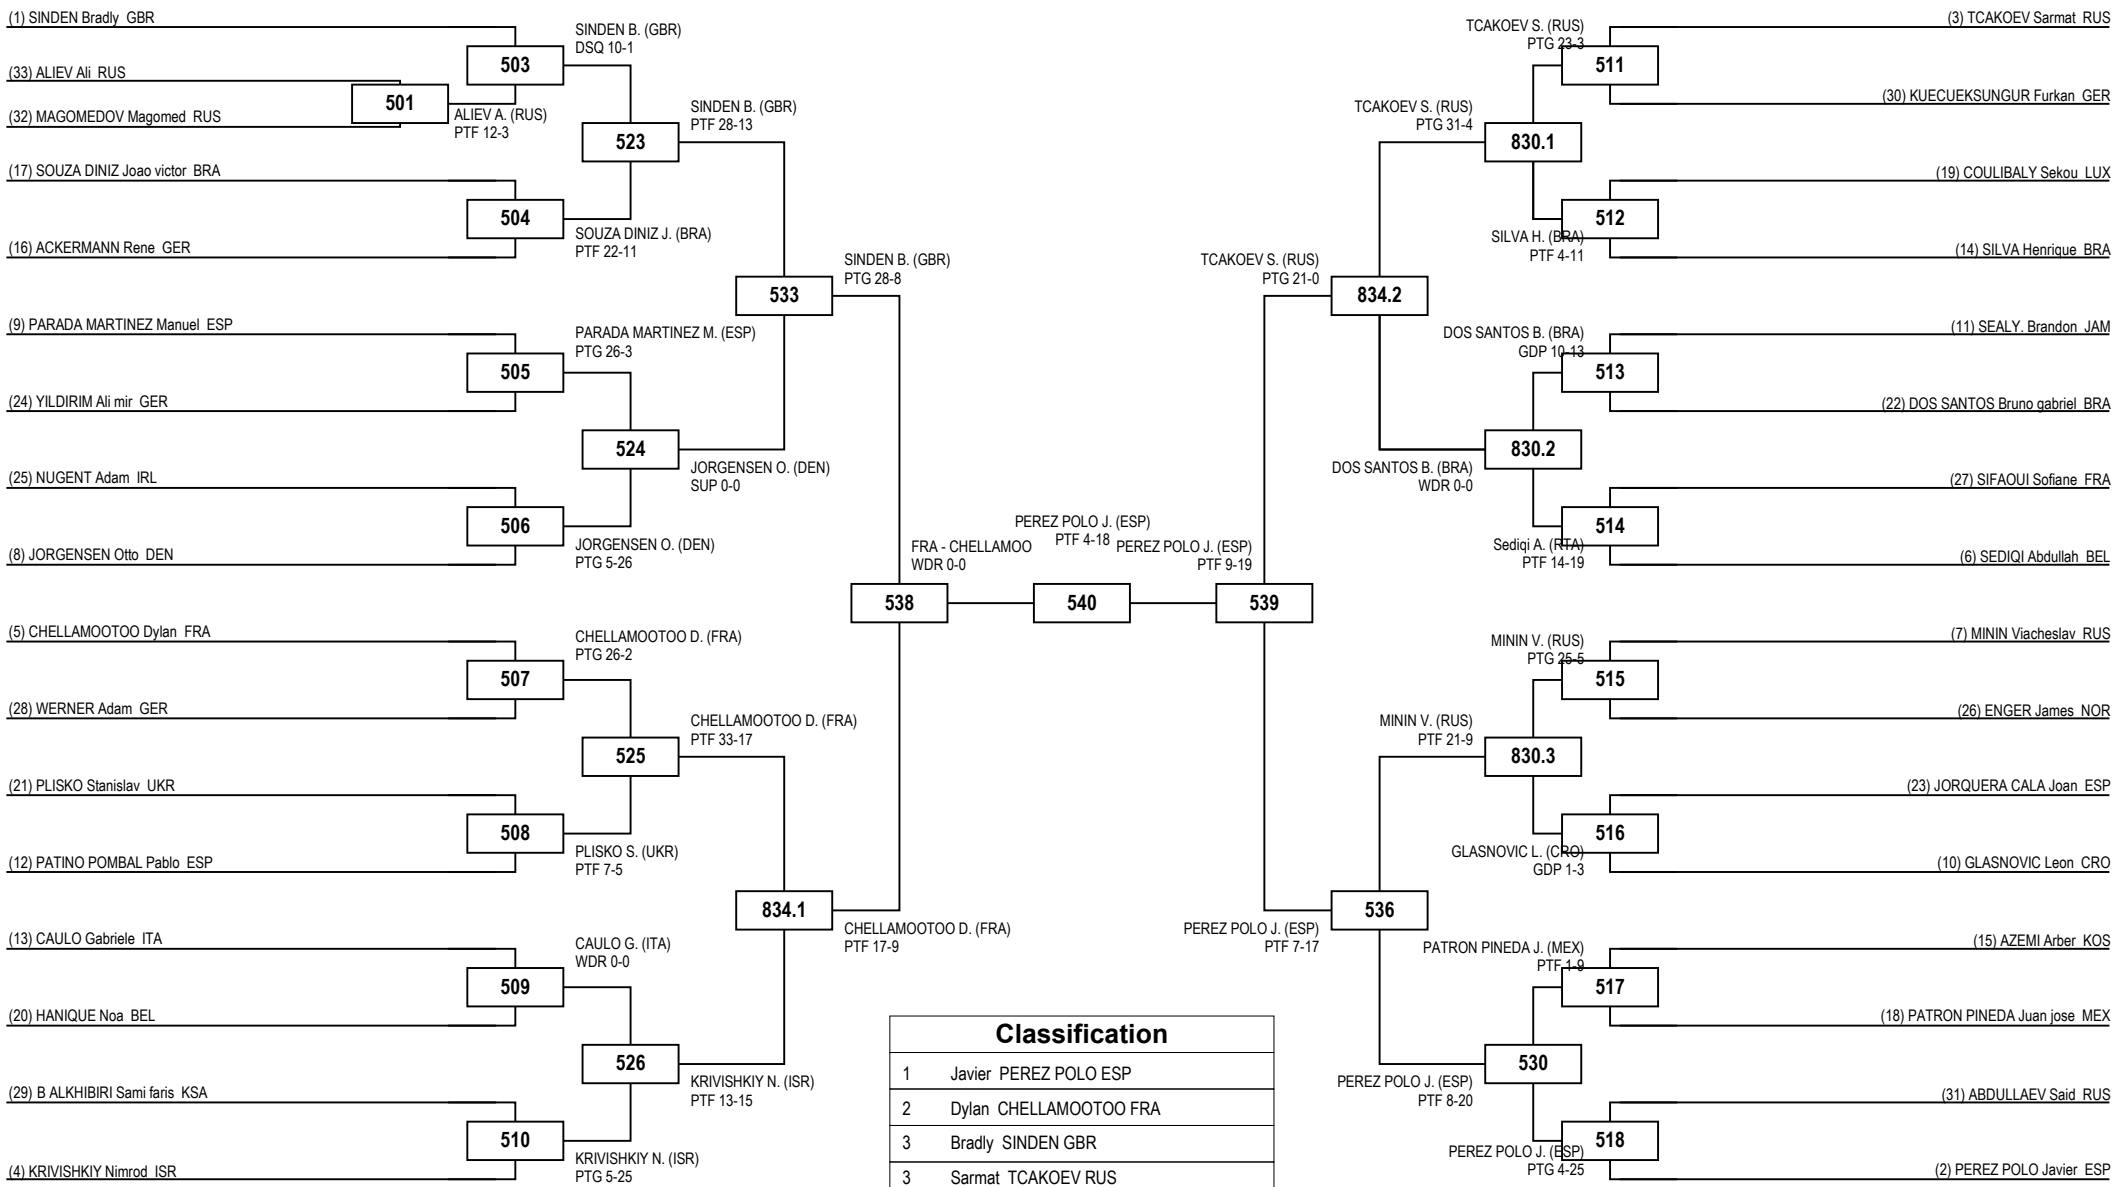 (1) SINDEN Bradly GBR
(33) ALIEV Ali RUS
(32) MAGOMEDOV Magomed RUS
(17) SOUZA DINIZ Joao victor BRA
(16) ACKERMANN Rene GER
(9) PARADA MARTINEZ Manuel ESP
(24) YILDIRIM Ali mir GER
(25) NUGENT Adam IRL
(8) JORGENSEN Otto DEN
(5) CHELLAMOOTOO Dylan FRA
(28) WERNER Adam GER
(21) PLISKO Stanislav UKR
(12) PATINO POMBAL Pablo ESP
(13) CAULO Gabriele ITA
(20) HANIQUE Noa BEL
(29) B ALKHIBIRI Sami faris KSA
(4) KRIVISHKIY Nimrod ISR
501
ALIEV A. (RUS)
PTF 12-3
SINDEN B. (GBR)
DSQ 10-1
503
504
SOUZA DINIZ J. (BRA)
PTF 22-11
PARADA MARTINEZ M. (ESP)
PTG 26-3
505
506
JORGENSEN O. (DEN)
PTG 5-26
CHELLAMOOTOO D. (FRA)
PTG 26-2
507
508
PLISKO S. (UKR)
PTF 7-5
CAULO G. (ITA)
WDR 0-0
509
510
KRIVISHKIY N. (ISR)
PTG 5-25
SINDEN B. (GBR)
PTF 28-13
523
524
JORGENSEN O. (DEN)
SUP 0-0
CHELLAMOOTOO D. (FRA)
PTF 33-17
525
526
KRIVISHKIY N. (ISR)
PTF 13-15
SINDEN B. (GBR)
PTG 28-8
533
834.1
CHELLAMOOTOO D. (FRA)
PTF 17-9
FRA - CHELLAMOO
WDR 0-0
538
PEREZ POLO J. (ESP)
PTF 4-18
540
PEREZ POLO J. (ESP)
PTF 9-19
539
TCAKOEV S. (RUS)
PTG 21-0
834.2
536
PEREZ POLO J. (ESP)
PTF 7-17
TCAKOEV S. (RUS)
PTG 31-4
830.1
830.2
DOS SANTOS B. (BRA)
WDR 0-0
MININ V. (RUS)
PTF 21-9
830.3
530
PEREZ POLO J. (ESP)
PTF 8-20
TCAKOEV S. (RUS)
PTG 23-3
511
512
SILVA H. (BRA)
PTF 4-11
DOS SANTOS B. (BRA)
GDP 10-13
513
514
Sediqi A. (RTA)
PTF 14-19
MININ V. (RUS)
PTG 25-5
515
516
GLASNOVIC L. (CRO)
GDP 1-3
PATRON PINEDA J. (MEX)
PTF 1-9
517
518
PEREZ POLO J. (ESP)
PTG 4-25
(3) TCAKOEV Sarmat RUS
(30) KUECUEKSUNGUR Furkan GER
(19) COULIBALY Sekou LUX
(14) SILVA Henrique BRA
(11) SEALY. Brandon JAM
(22) DOS SANTOS Bruno gabriel BRA
(27) SIFAOUI Sofiane FRA
(6) SEDIQI Abdullah BEL
(7) MININ Viacheslav RUS
(26) ENGER James NOR
(23) JORQUERA CALA Joan ESP
(10) GLASNOVIC Leon CRO
(15) AZEMI Arber KOS
(18) PATRON PINEDA Juan jose MEX
(31) ABDULLAEV Said RUS
(2) PEREZ POLO Javier ESP
Classification
1 Javier PEREZ POLO ESP
2 Dylan CHELLAMOOTOO FRA
3 Bradly SINDEN GBR
3 Sarmat TCAKOEV RUS